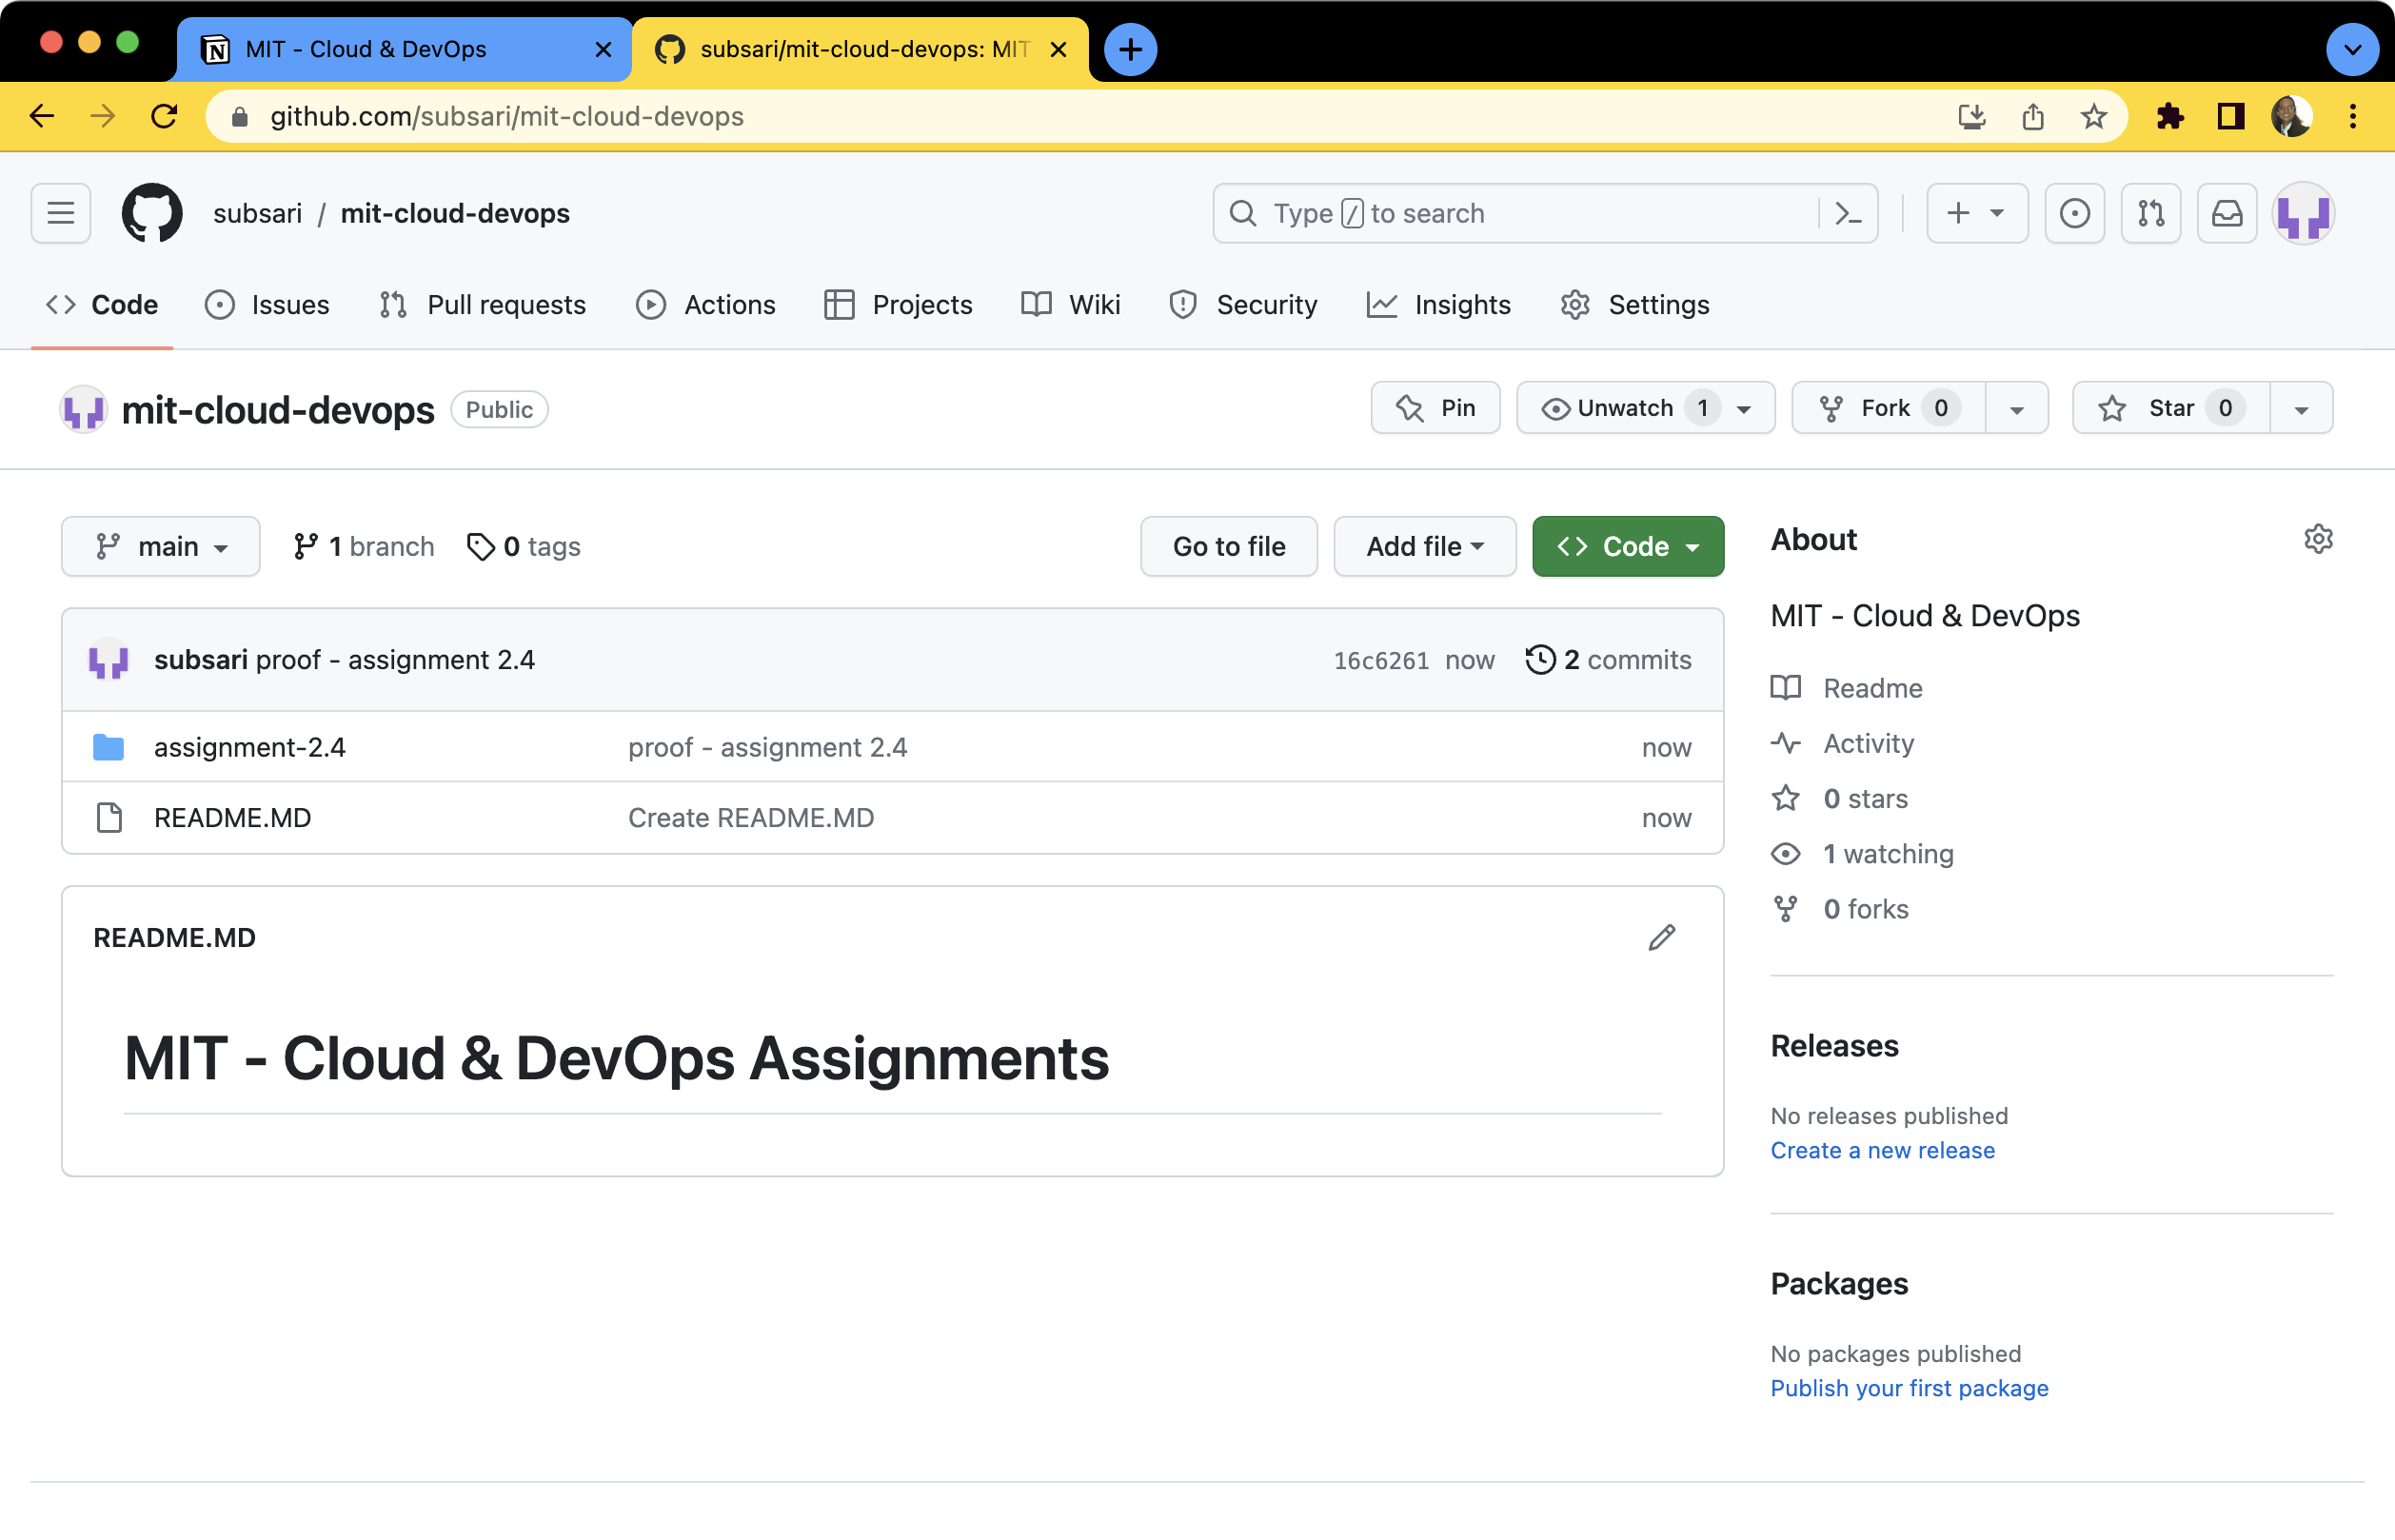 MIT - Cloud & DevOps
subsari/mit-cloud-devops: MIT
github.com/subsari/mit-cloud-devops
subsari / mit-cloud-devops
Type / to search
Code Issues Pull requests Actions Projects Wiki Security Insights Settings
mit-cloud-devops Public
Pin Unwatch 1 Fork 0 Star 0
main 1 branch 0 tags Go to file Add file Code
subsari proof - assignment 2.4 16c6261 now 2 commits
assignment-2.4 proof - assignment 2.4 now
README.MD Create README.MD now
README.MD
MIT - Cloud & DevOps Assignments
About
MIT - Cloud & DevOps
Readme
Activity
0 stars
1 watching
0 forks
Releases
No releases published
Create a new release
Packages
No packages published
Publish your first package